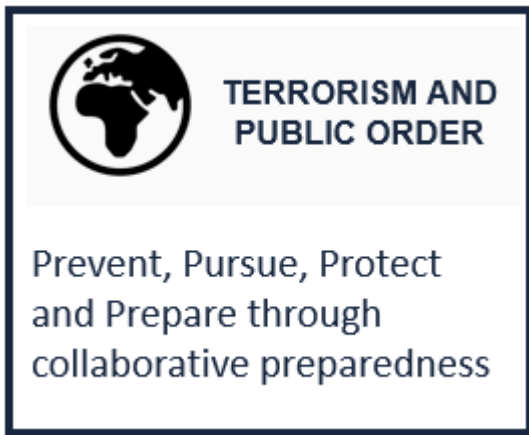 TERRORISM AND
PUBLIC ORDER
Prevent, Pursue, Protect
and Prepare through
collaborative preparedness